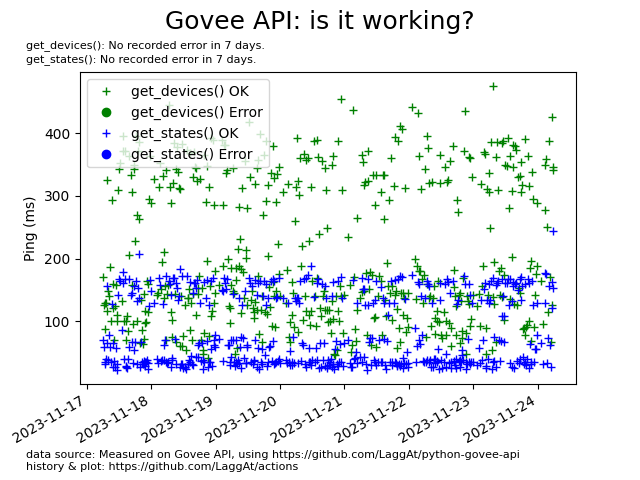 Govee API: is it working?
get_devices(): No recorded error in 7 days.
get_states(): No recorded error in 7 days.
get_devices() OK
get_devices() Error
get_states() OK
get_states() Error
Ping (ms)
400
300
200
100
2023-11-17
2023-11-18
2023-11-19
2023-11-20
2023-11-21
2023-11-22
2023-11-23
2023-11-24
data source: Measured on Govee API, using https://github.com/LaggAt/python-govee-api
history & plot: https://github.com/LaggAt/actions